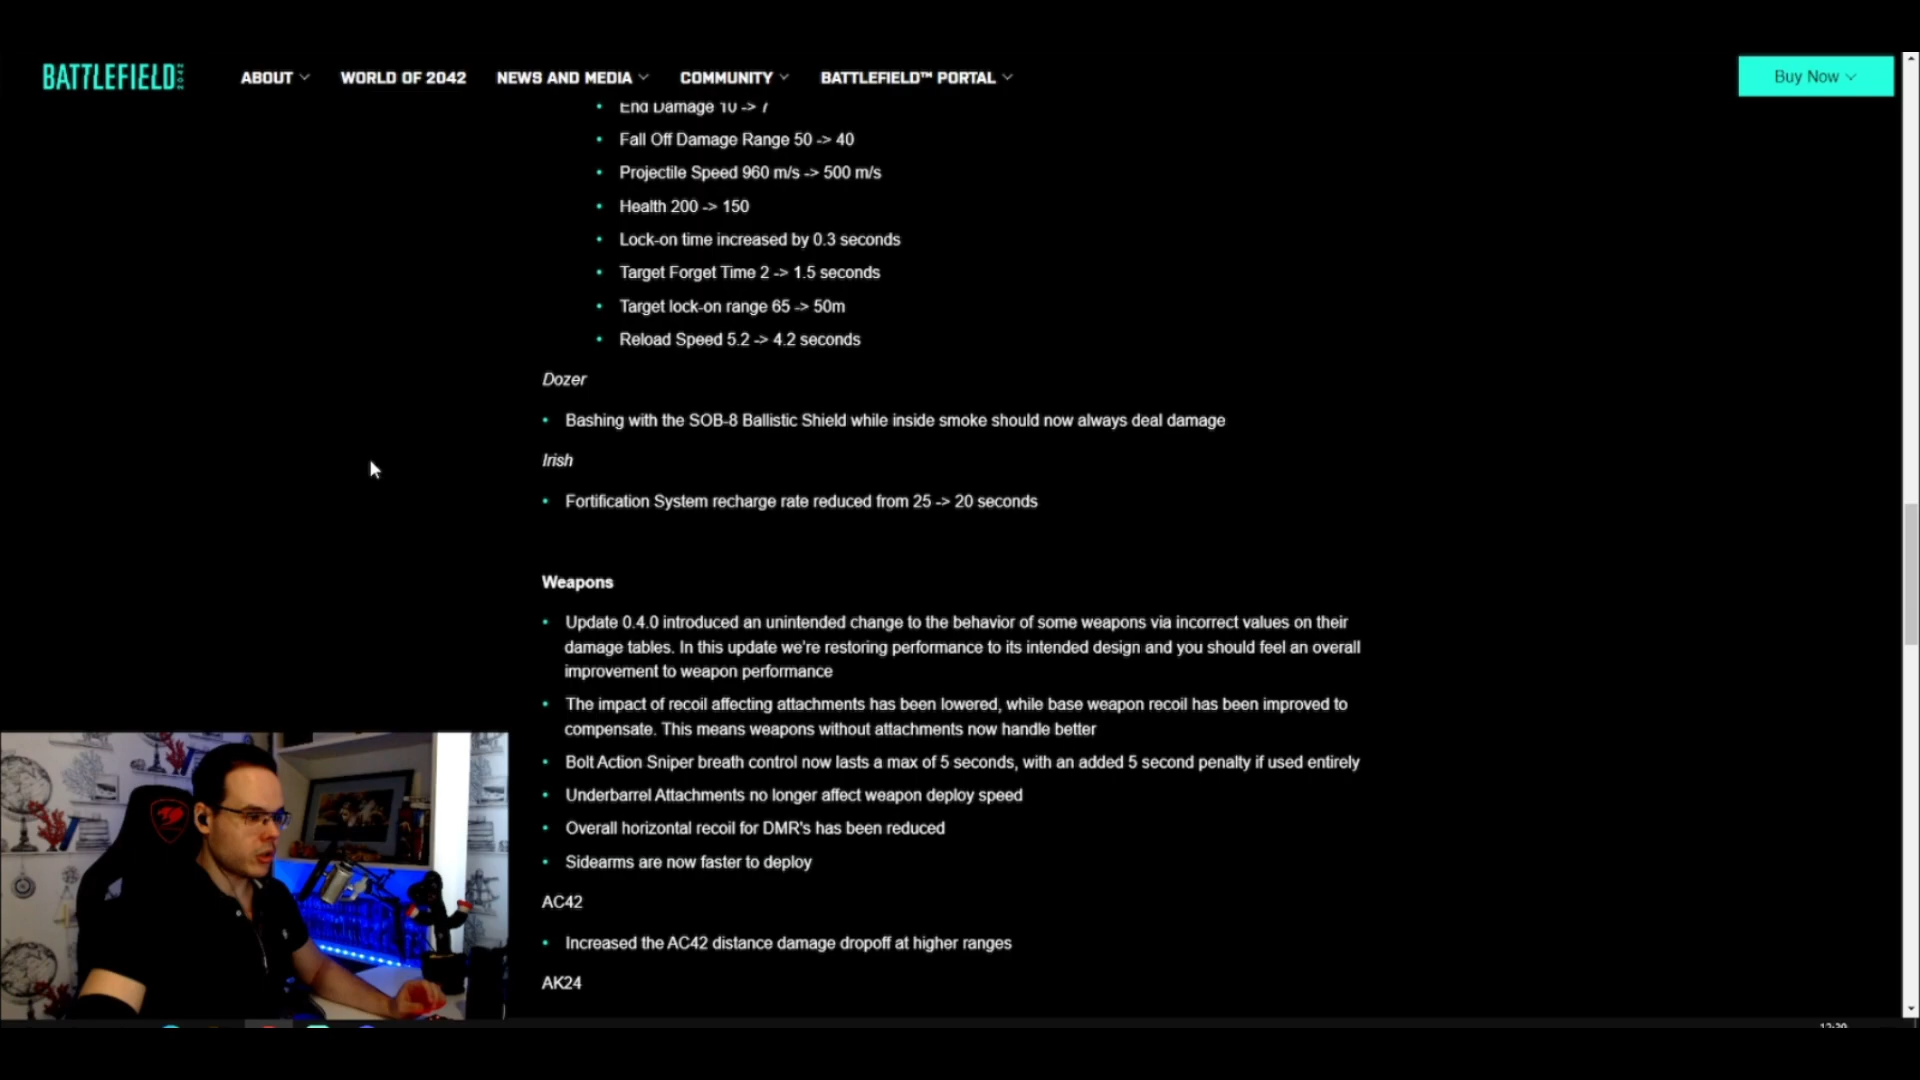 BATTLEFIELD 2042
ABOUT
WORLD OF 2042
NEWS AND MEDIA
COMMUNITY
BATTLEFIELD™ PORTAL
Buy Now
• End Damage 10 -> 7
• Fall Off Damage Range 50 -> 40
• Projectile Speed 960 m/s -> 500 m/s
• Health 200 -> 150
• Lock-on time increased by 0.3 seconds
• Target Forget Time 2 -> 1.5 seconds
• Target lock-on range 65 -> 50m
• Reload Speed 5.2 -> 4.2 seconds
Dozer
• Bashing with the SOB-8 Ballistic Shield while inside smoke should now always deal damage
Irish
• Fortification System recharge rate reduced from 25 -> 20 seconds
Weapons
• Update 0.4.0 introduced an unintended change to the behavior of some weapons via incorrect values on their
damage tables. In this update we're restoring performance to its intended design and you should feel an overall
improvement to weapon performance
• The impact of recoil affecting attachments has been lowered, while base weapon recoil has been improved to
compensate. This means weapons without attachments now handle better
• Bolt Action Sniper breath control now lasts a max of 5 seconds, with an added 5 second penalty if used entirely
• Underbarrel Attachments no longer affect weapon deploy speed
• Overall horizontal recoil for DMR's has been reduced
• Sidearms are now faster to deploy
AC42
• Increased the AC42 distance damage dropoff at higher ranges
AK24